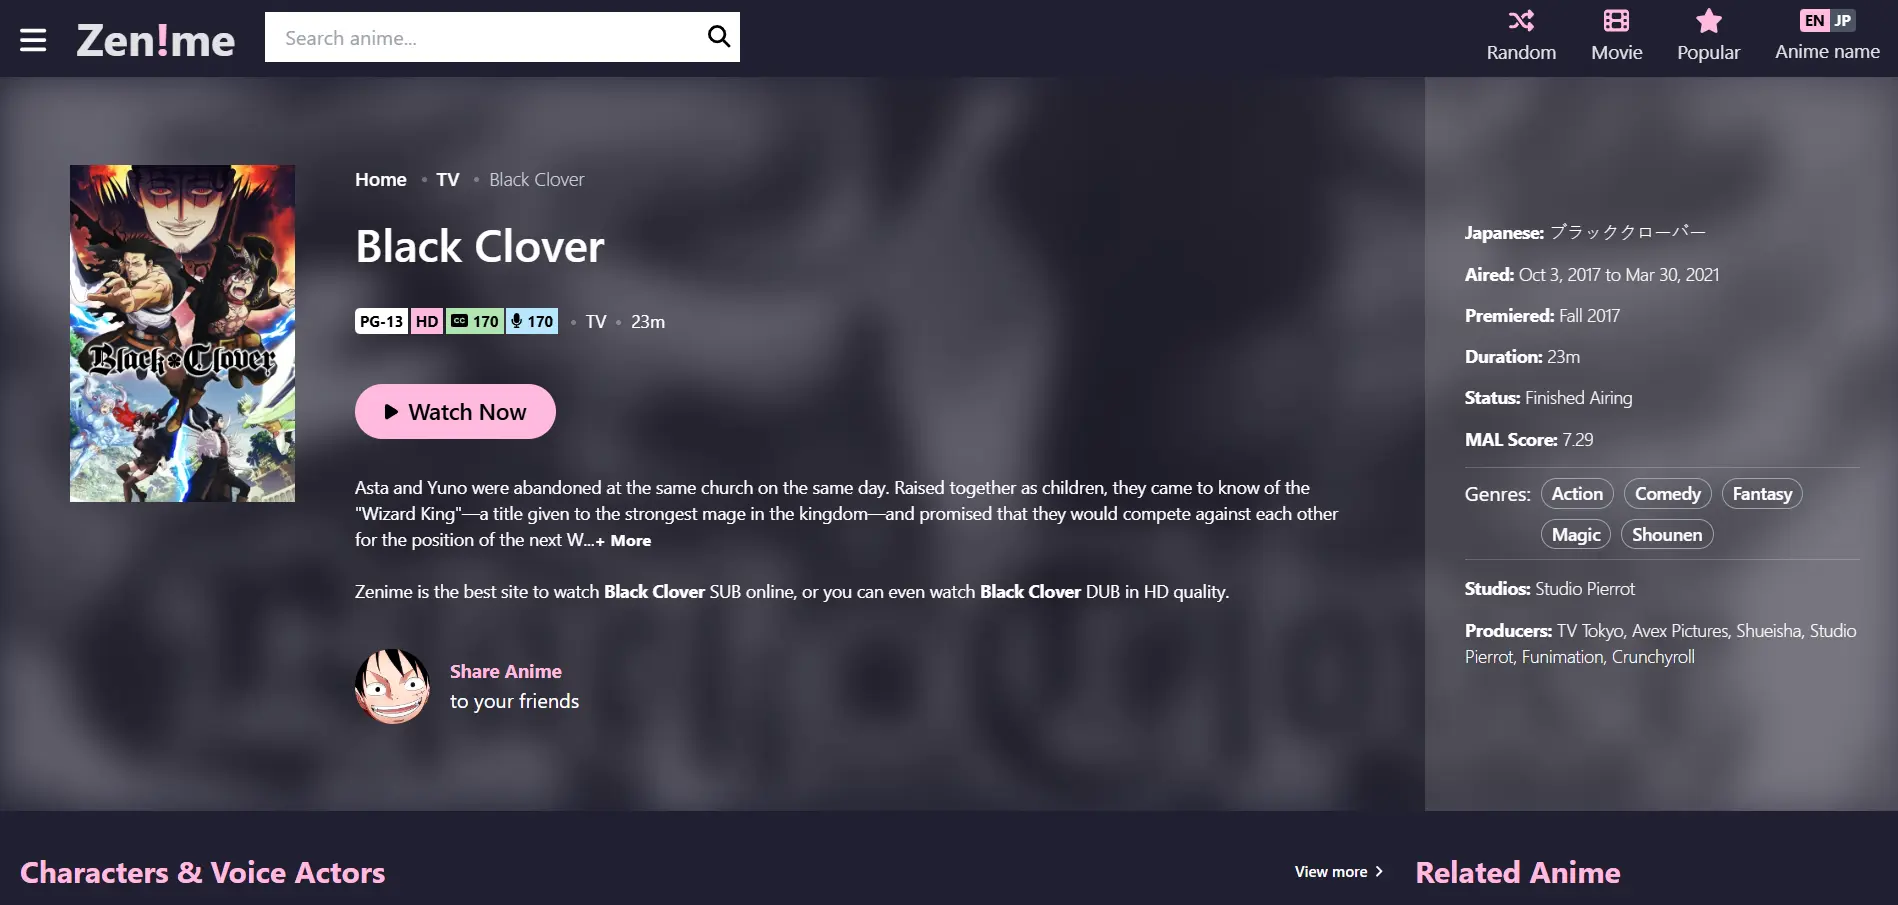 Zen!me
Search anime...
Random
Movie
Popular
EN JP
Anime name
Home • TV • Black Clover
Black Clover
Black Clover
PG-13 HD CC 170 170 • TV • 23m
Watch Now
Asta and Yuno were abandoned at the same church on the same day. Raised together as children, they came to know of the
"Wizard King"—a title given to the strongest mage in the kingdom—and promised that they would compete against each other
for the position of the next W...+ More
Zenime is the best site to watch Black Clover SUB online, or you can even watch Black Clover DUB in HD quality.
Share Anime
to your friends
Japanese: ブラッククローバー
Aired: Oct 3, 2017 to Mar 30, 2021
Premiered: Fall 2017
Duration: 23m
Status: Finished Airing
MAL Score: 7.29
Genres: Action Comedy Fantasy
Magic Shounen
Studios: Studio Pierrot
Producers: TV Tokyo, Avex Pictures, Shueisha, Studio
Pierrot, Funimation, Crunchyroll
Characters & Voice Actors
View more
Related Anime